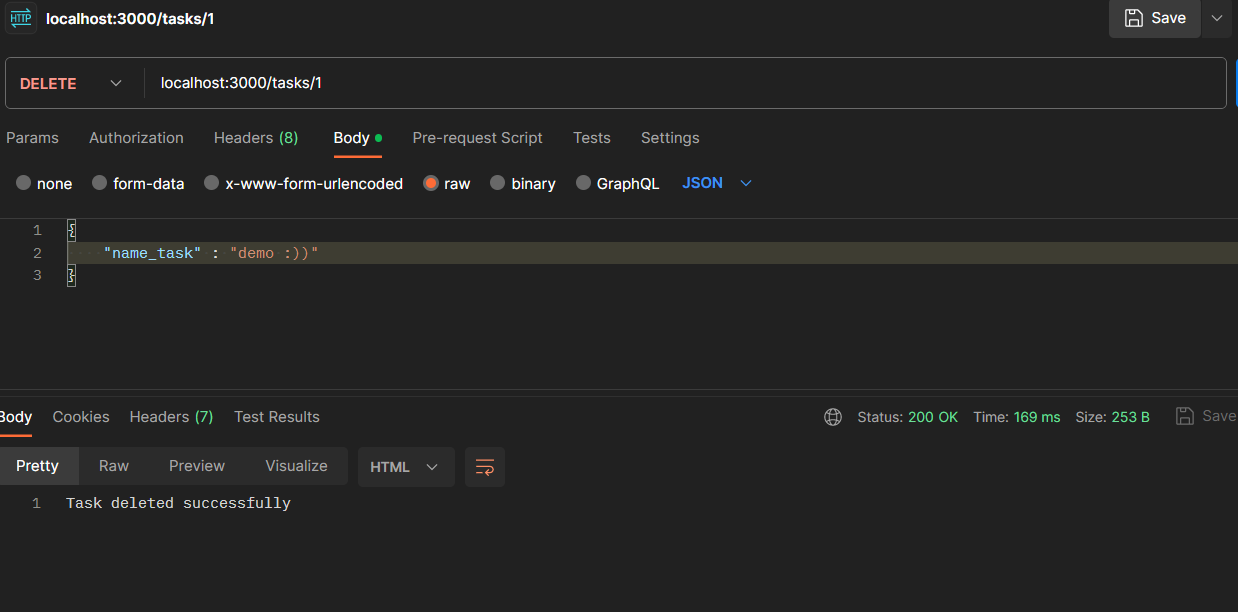 HTTP localhost:3000/tasks/1 Save
DELETE localhost:3000/tasks/1
Params Authorization Headers (8) Body Pre-request Script Tests Settings
none form-data x-www-form-urlencoded raw binary GraphQL JSON
1 {
2 "name_task" : "demo :))"
3 }
Body Cookies Headers (7) Test Results Status: 200 OK Time: 169 ms Size: 253 B Save
Pretty Raw Preview Visualize HTML
1 Task deleted successfully